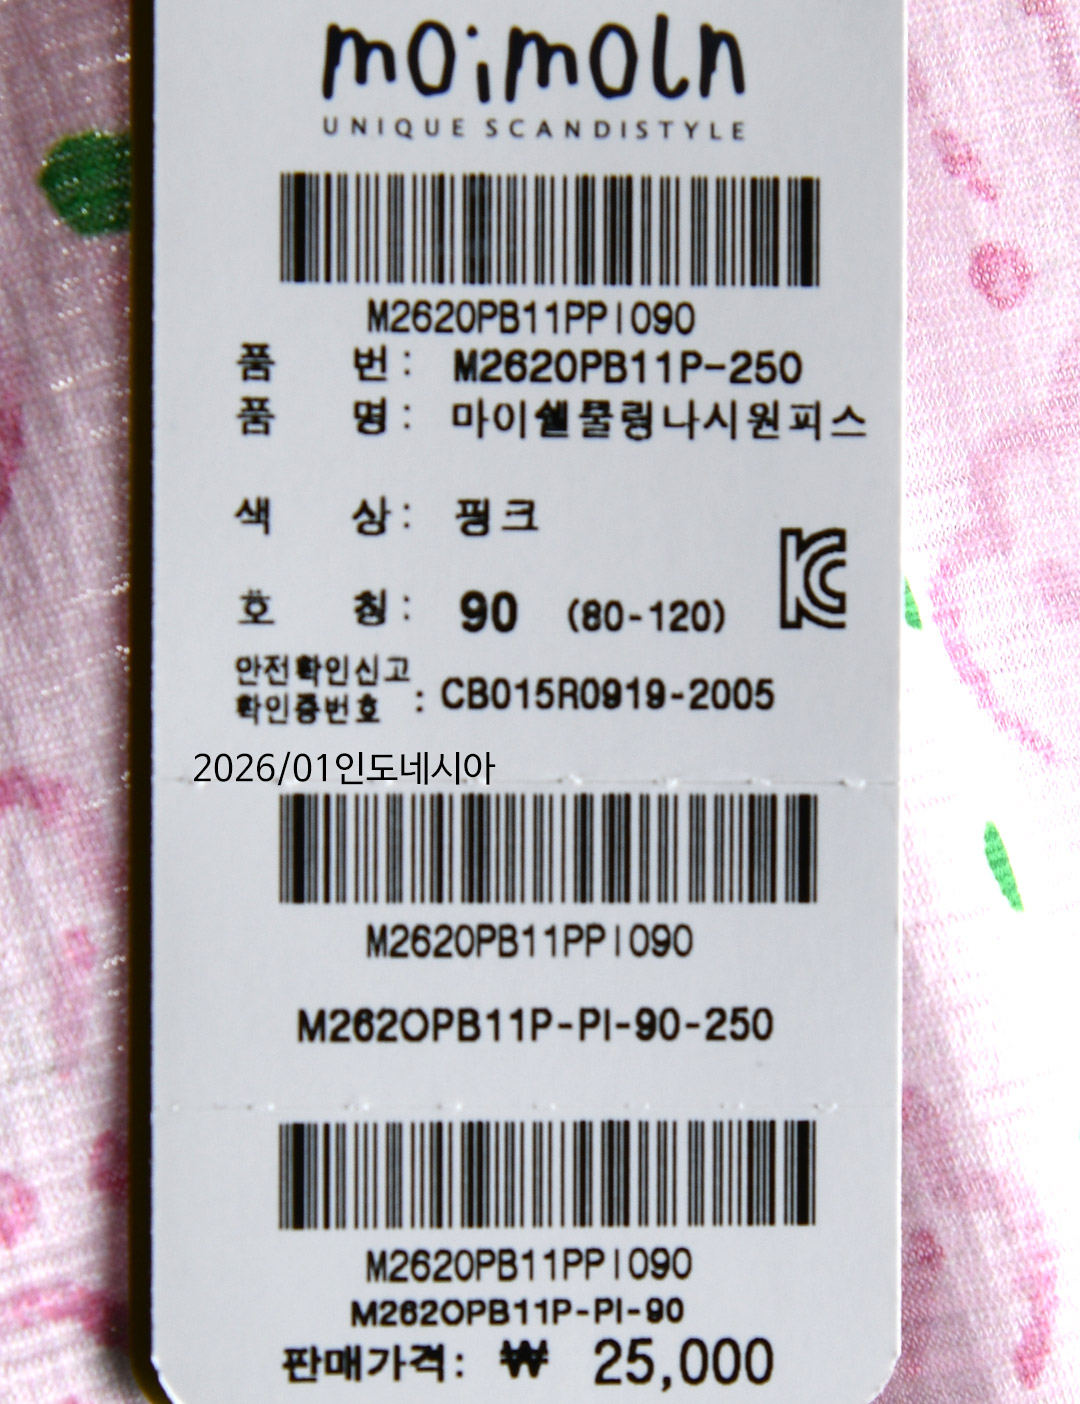 moimoln
UNIQUE SCANDISTYLE
M2620PB11PPI090
품 번 : M2620PB11P-250
품 명 : 마이쉘쿨링나시원피스
색 상 : 핑크
호 칭 : 90 (80-120)
안전확인신고
확인증번호 : CB015R0919-2005
2026/01인도네시아
M2620PB11PPI090
M2620PB11P-PI-90-250
M2620PB11PPI090
M2620PB11P-PI-90
판매가격: ₩ 25,000